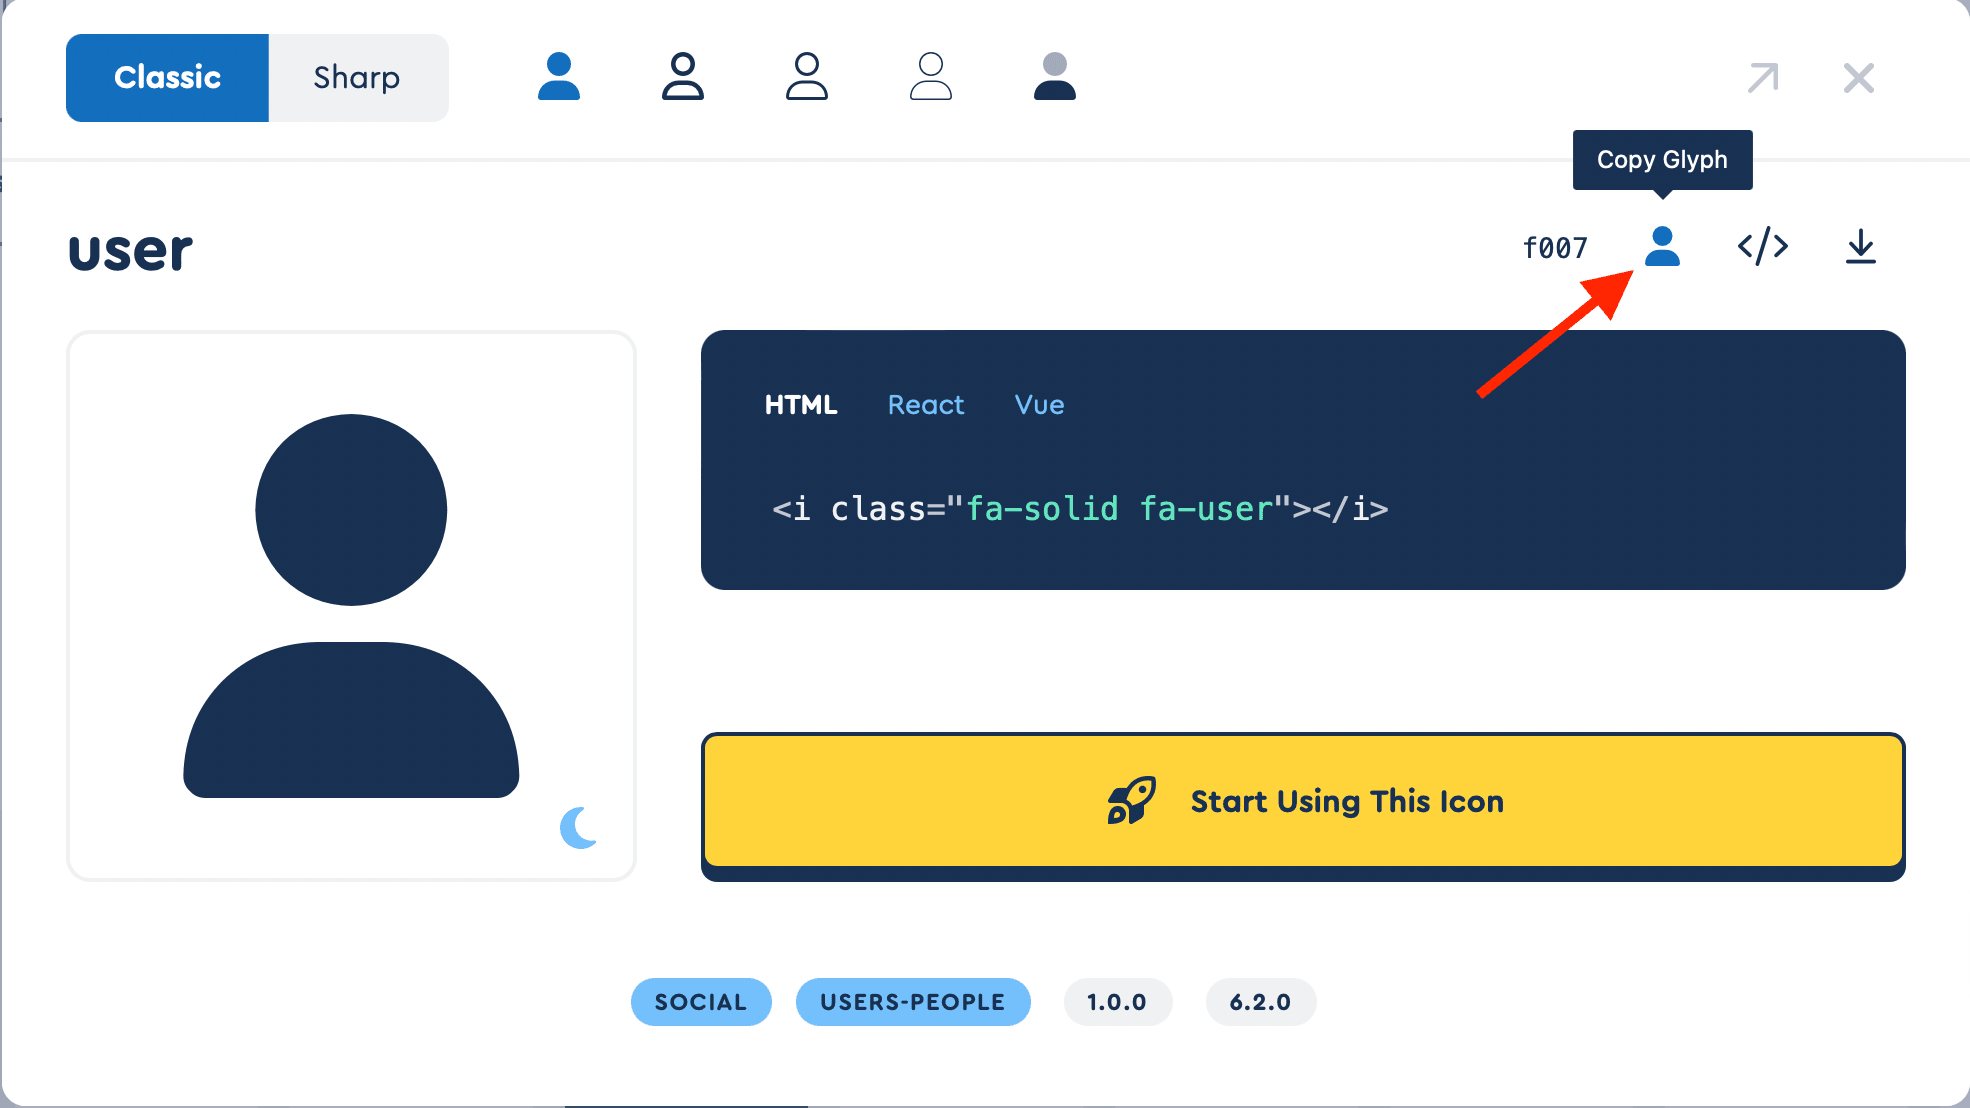 Classic Sharp
Copy Glyph
user f007 </>
HTML React Vue
<i class="fa-solid fa-user"></i>
Start Using This Icon
SOCIAL USERS-PEOPLE 1.0.0 6.2.0